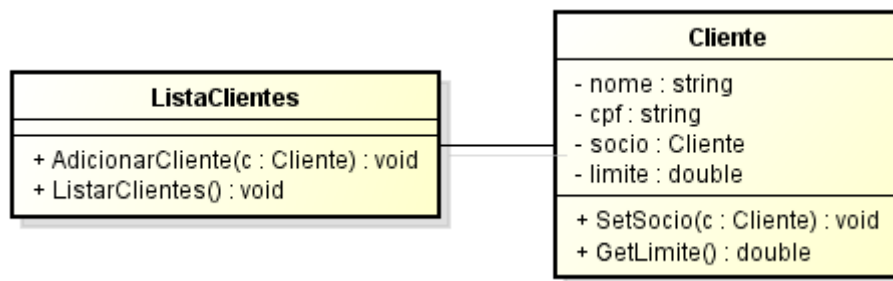 ListaClientes
+ AdicionarCliente(c : Cliente) : void
+ ListarClientes() : void
Cliente
- nome : string
- cpf : string
- socio : Cliente
- limite : double
+ SetSocio(c : Cliente) : void
+ GetLimite() : double